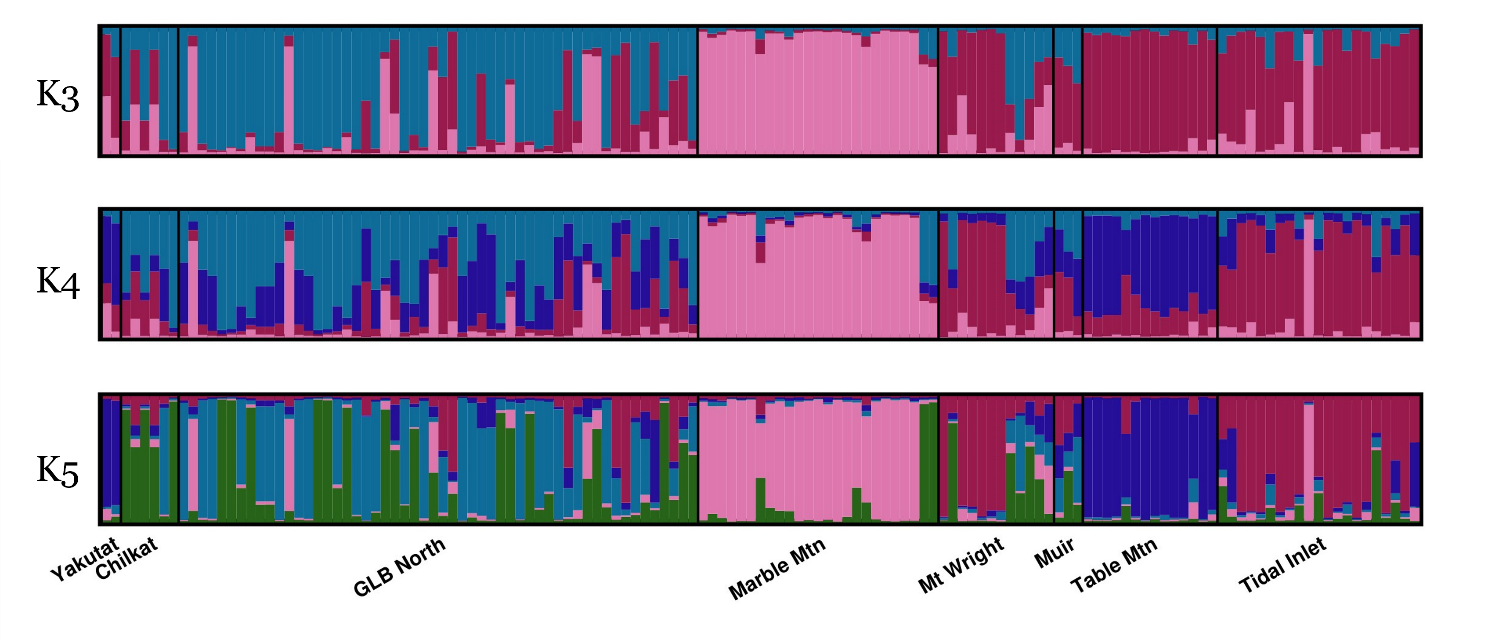 K3
K4
K5
Yakutat
Chilkat
GLB North
Marble Mtn
Mt Wright
Muir
Table Mtn
Tidal Inlet